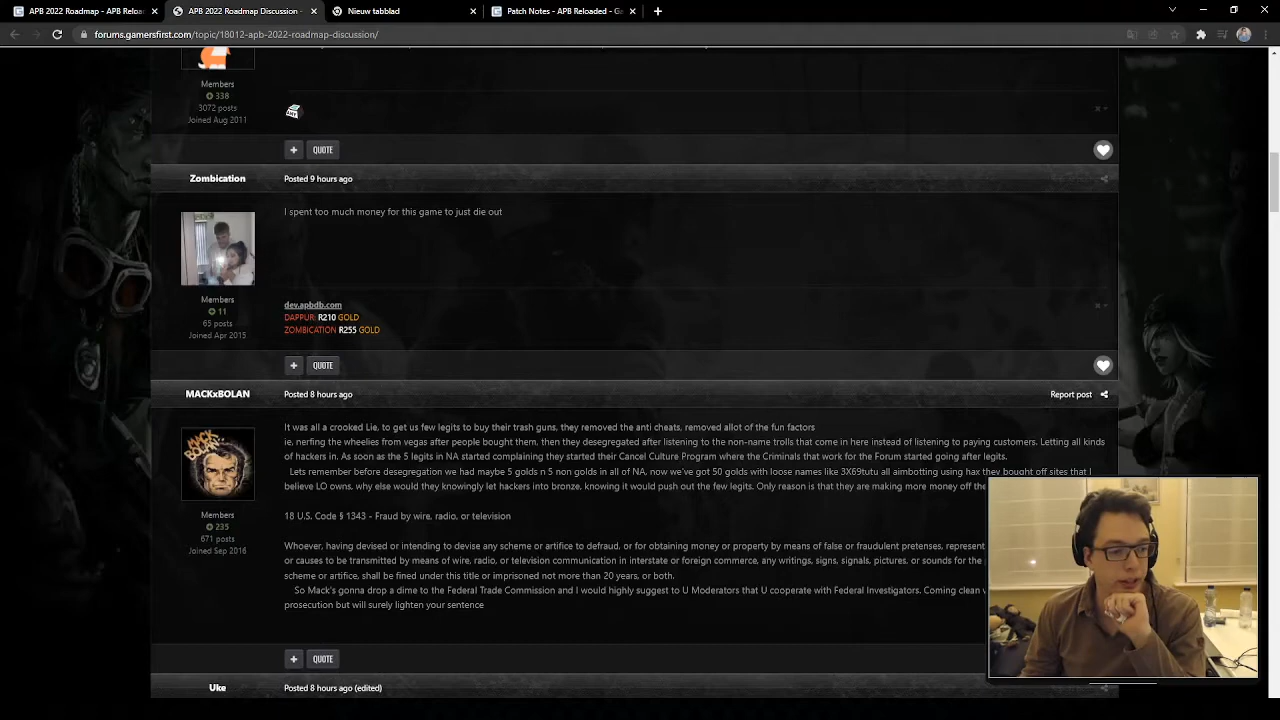 APB 2022 Roadmap - APB Reloa
APB 2022 Roadmap Discussion -
Nieuw tabblad
Patch Notes - APB Reloaded - G
forums.gamersfirst.com/topic/18012-apb-2022-roadmap-discussion/
Members
338
3072 posts
Joined Aug 2011
QUOTE
Zombication
Posted 9 hours ago
I spent too much money for this game to just die out
Members
11
65 posts
Joined Apr 2015
dev.apbdb.com
DAPPUR: R210 GOLD
ZOMBICATION R255 GOLD
QUOTE
MACKxBOLAN
Posted 8 hours ago
Report post
It was all a crooked Lie, to get us few legits to buy their trash guns, they removed the anti cheats, removed allot of the fun factors
ie, nerfing the wheelies from vegas after people bought them, then they desegregated after listening to the non-name trolls that come in here instead of listening to paying customers. Letting all kinds
of hackers in. As soon as the 5 legits in NA started complaining they started their Cancel Culture Program where the Criminals that work for the Forum started going after legits.
Lets remember before desegregation we had maybe 5 golds n 5 non golds in all of NA, now we've got 50 golds with loose names like 3X69tutu all aimbotting using hax they bought off sites that I
believe LO owns, why else would they knowingly let hackers into bronze, knowing it would push out the few legits. Only reason is that they are making more money off the
18 U.S. Code § 1343 - Fraud by wire, radio, or television
Whoever, having devised or intending to devise any scheme or artifice to defraud, or for obtaining money or property by means of false or fraudulent pretenses, represent
or causes to be transmitted by means of wire, radio, or television communication in interstate or foreign commerce, any writings, signs, signals, pictures, or sounds for the
scheme or artifice, shall be fined under this title or imprisoned not more than 20 years, or both.
So Mack's gonna drop a dime to the Federal Trade Commission and I would highly suggest to U Moderators that U cooperate with Federal Investigators. Coming clean
prosecution but will surely lighten your sentence
Members
235
671 posts
Joined Sep 2016
QUOTE
Uke
Posted 8 hours ago (edited)